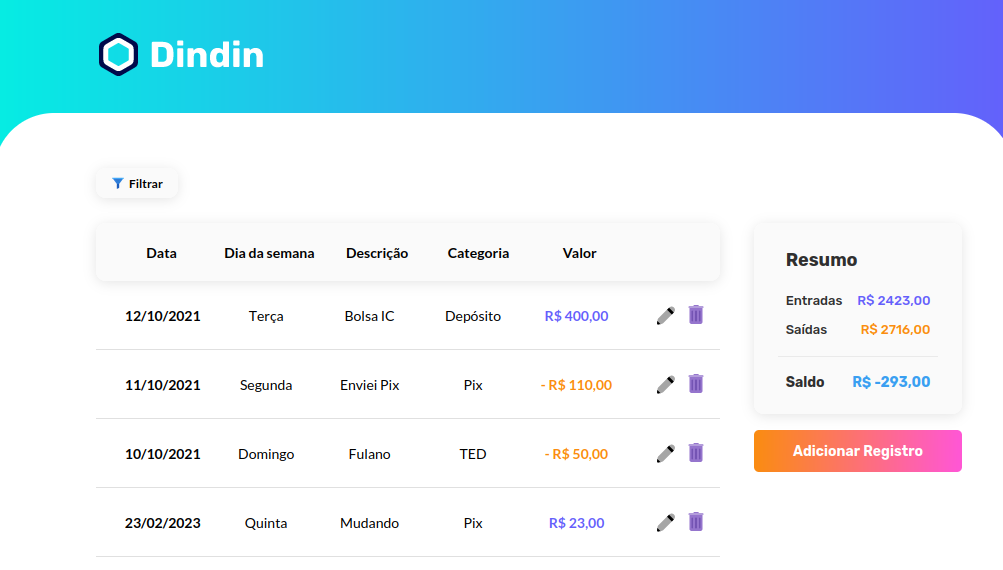 Dindin
Filtrar
Data Dia da semana Descrição Categoria Valor
12/10/2021 Terça Bolsa IC Depósito R$ 400,00
11/10/2021 Segunda Enviei Pix Pix - R$ 110,00
10/10/2021 Domingo Fulano TED - R$ 50,00
23/02/2023 Quinta Mudando Pix R$ 23,00
Resumo
Entradas R$ 2423,00
Saídas R$ 2716,00
Saldo R$ -293,00
Adicionar Registro